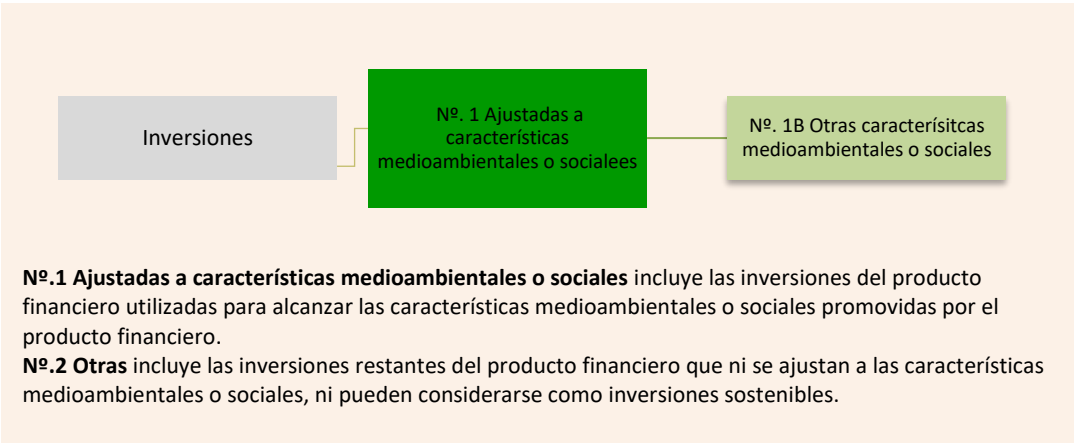 Inversiones
Nº. 1 Ajustadas a
características
medioambientales o socialees
Nº. 1B Otras caracterísitcas
medioambientales o sociales
Nº.1 Ajustadas a características medioambientales o sociales incluye las inversiones del producto
financiero utilizadas para alcanzar las características medioambientales o sociales promovidas por el
producto financiero.
Nº.2 Otras incluye las inversiones restantes del producto financiero que ni se ajustan a las características
medioambientales o sociales, ni pueden considerarse como inversiones sostenibles.